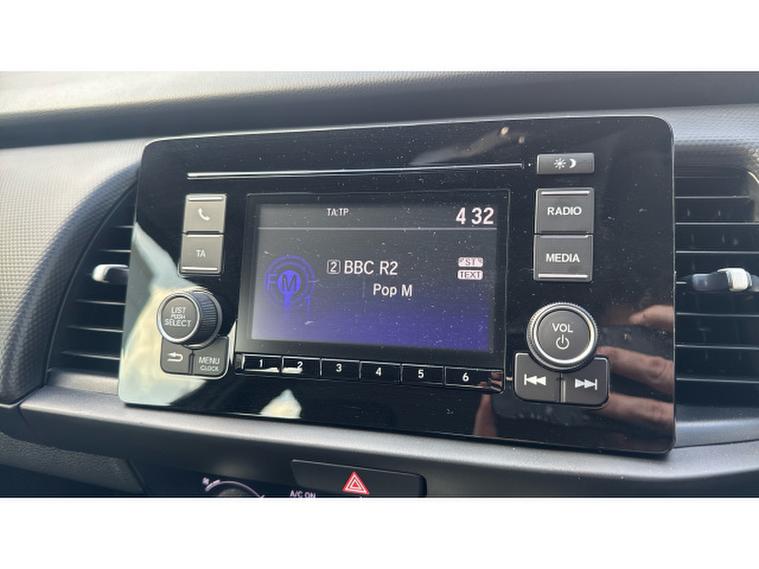 TA:TP
4 32
RADIO
TA
2 BBC R2
ST
TEXT
MEDIA
Pop M
FM1
LIST
PUSH
SELECT
VOL
MENU
CLOCK
1 2 3 4 5 6
A/C ON